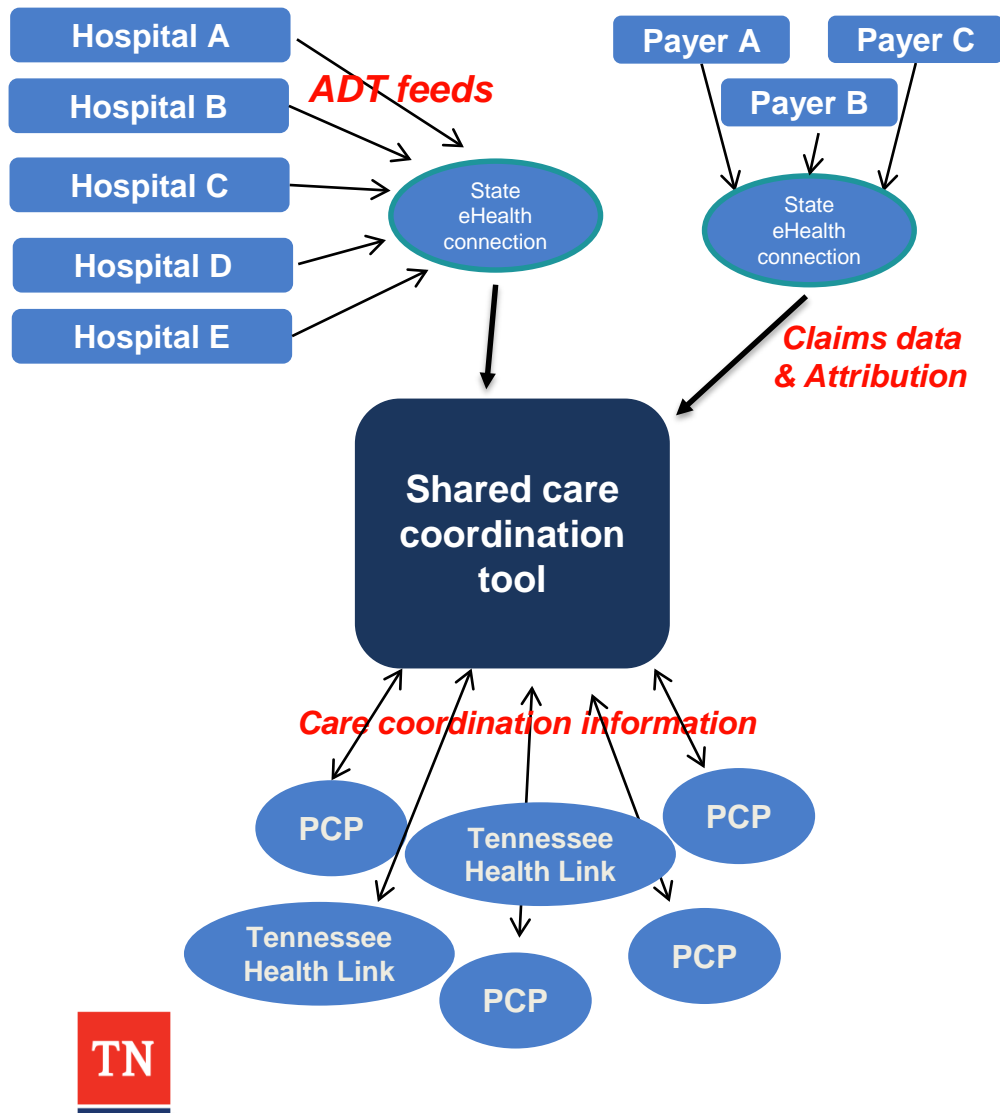 Hospital A
Hospital B
Hospital C
Hospital D
Hospital E
ADT feeds
State
eHealth
connection
Payer A
Payer C
Payer B
State
eHealth
connection
Claims data
& Attribution
Shared care
coordination
tool
Care coordination information
PCP
Tennessee
Health Link
PCP
Tennessee
Health Link
PCP
PCP
TN